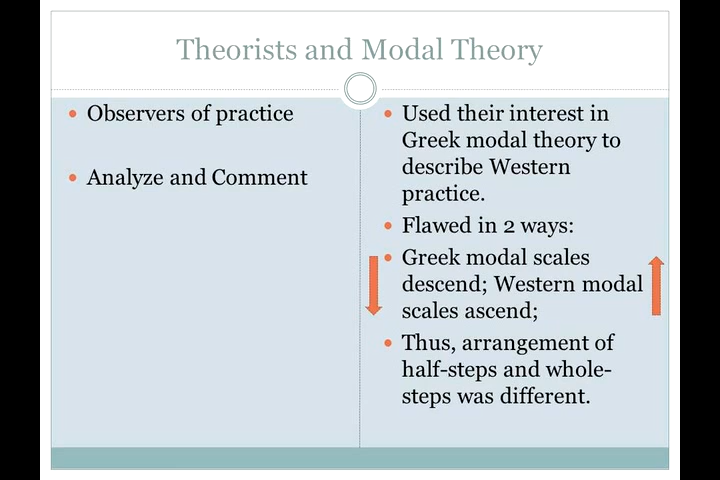 Theorists and Modal Theory
Observers of practice
Analyze and Comment
Used their interest in
Greek modal theory to
describe Western
practice.
Flawed in 2 ways:
Greek modal scales
descend; Western modal
scales ascend;
Thus, arrangement of
half-steps and whole-
steps was different.